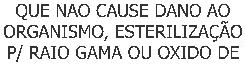 QUE NAO CAUSE DANO AO
ORGANISMO, ESTERILIZAÇÃO
P/ RAIO GAMA OU OXIDO DE